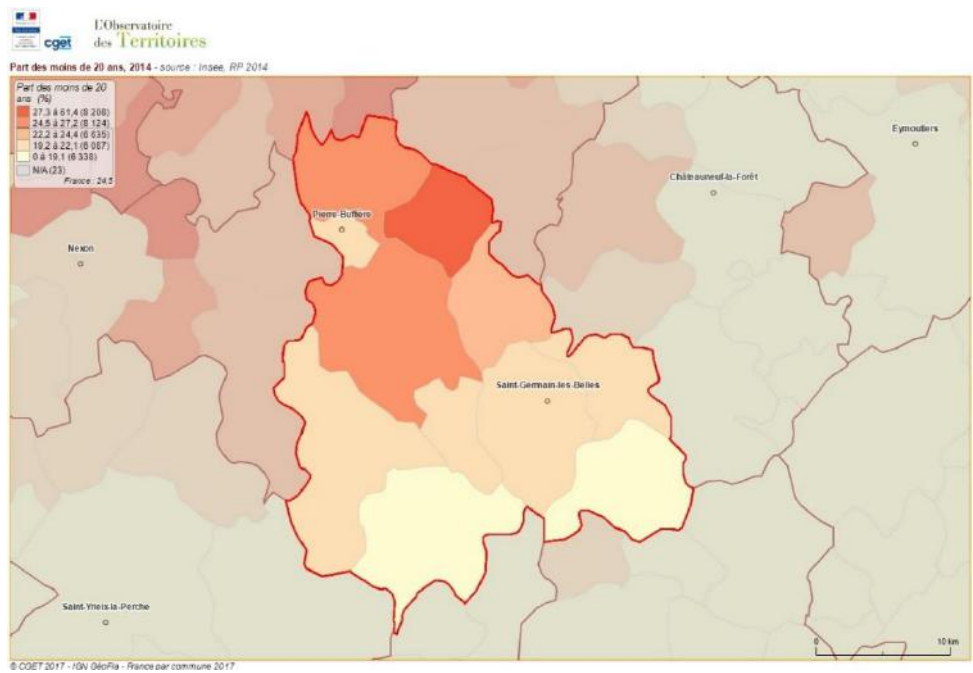 L'Observatoire
cget des Territoires
Part des moins de 20 ans, 2014 - source : Insee, RP 2014
Part des moins de 20
ans (%)
27,3 à 61,4 (8 208)
24,5 à 27,2 (8 124)
22,2 à 24,4 (6 635)
19,2 à 22,1 (6 087)
0 à 19,1 (6 338)
N/A (23)
France : 24,5
Eymoutiers
Châteauneuf-la-Forêt
Pierre-Buffière
Nexon
Saint-Germain-les-Belles
Saint-Yrieix-la-Perche
0 10 km
© CGET 2017 - IGN GéoFla - France par commune 2017